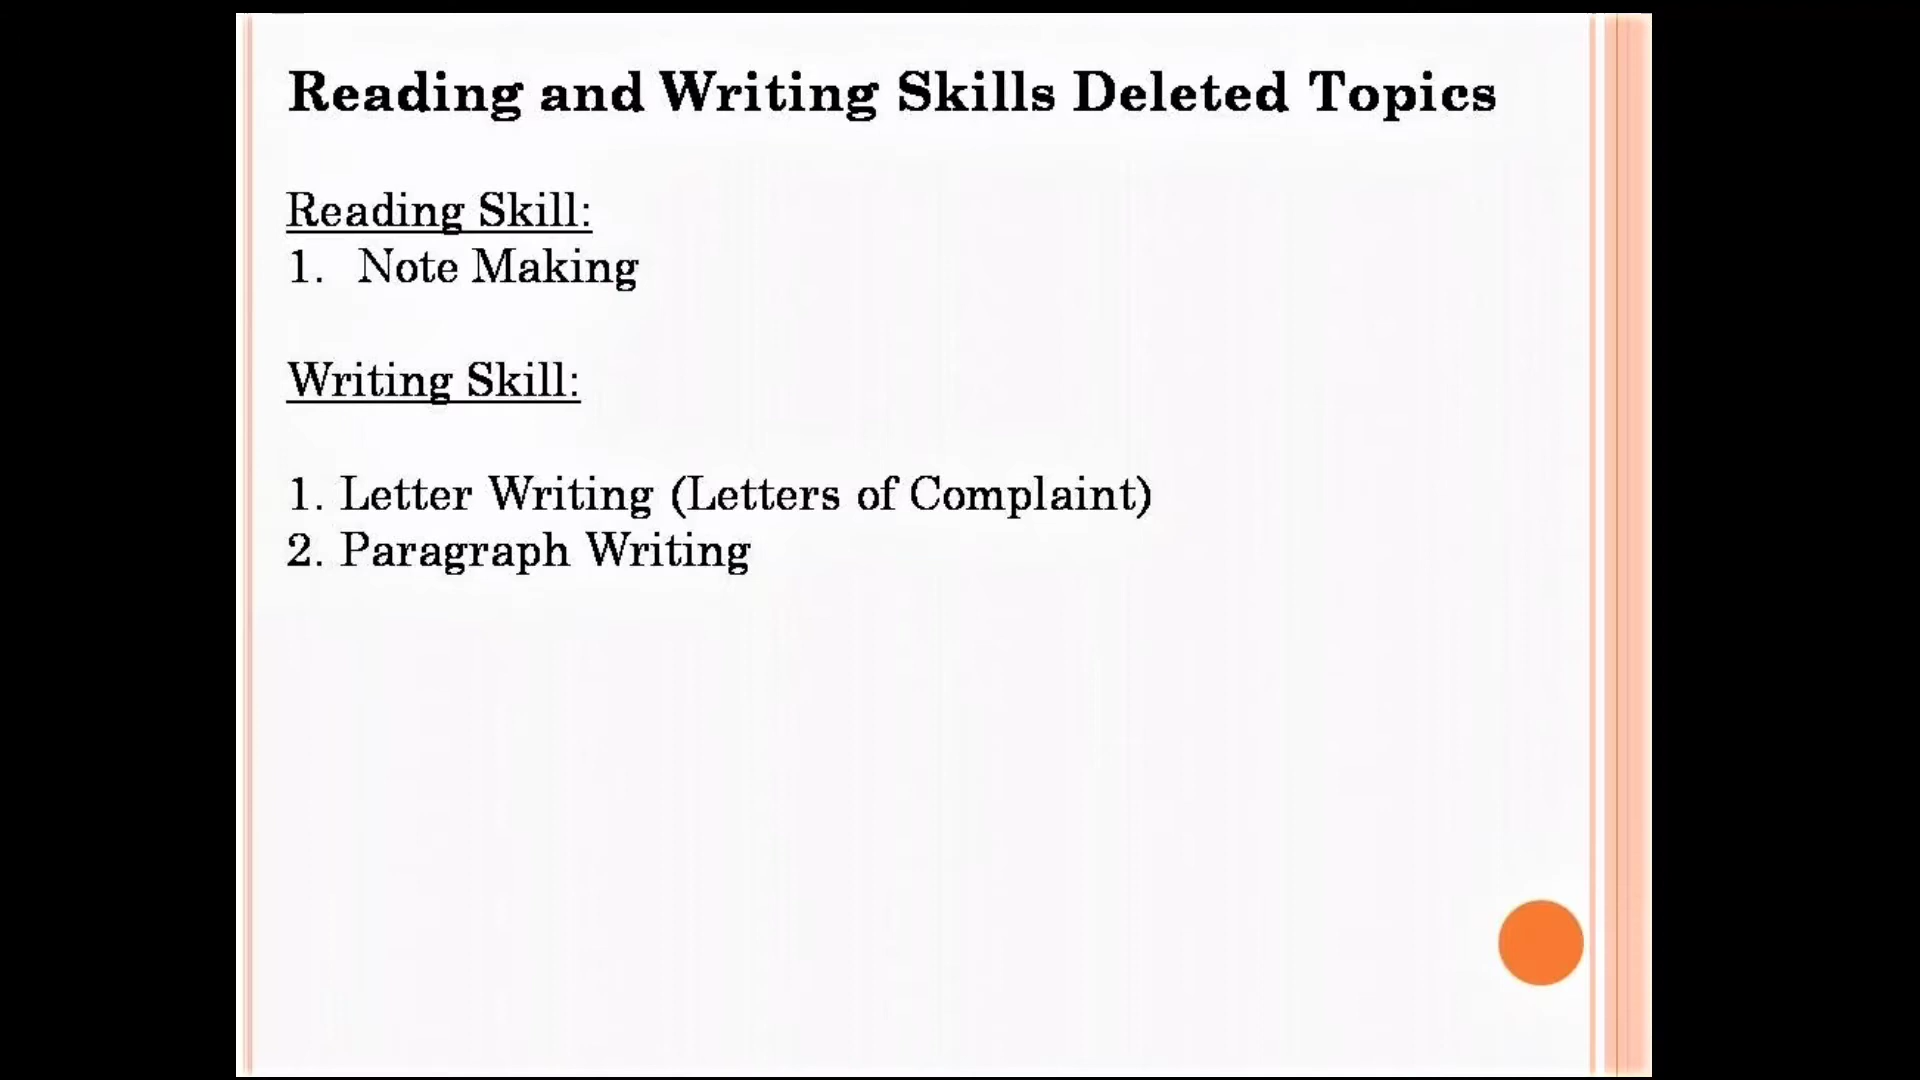 Reading and Writing Skills Deleted Topics
Reading Skill:
1. Note Making
Writing Skill:
1. Letter Writing (Letters of Complaint)
2. Paragraph Writing